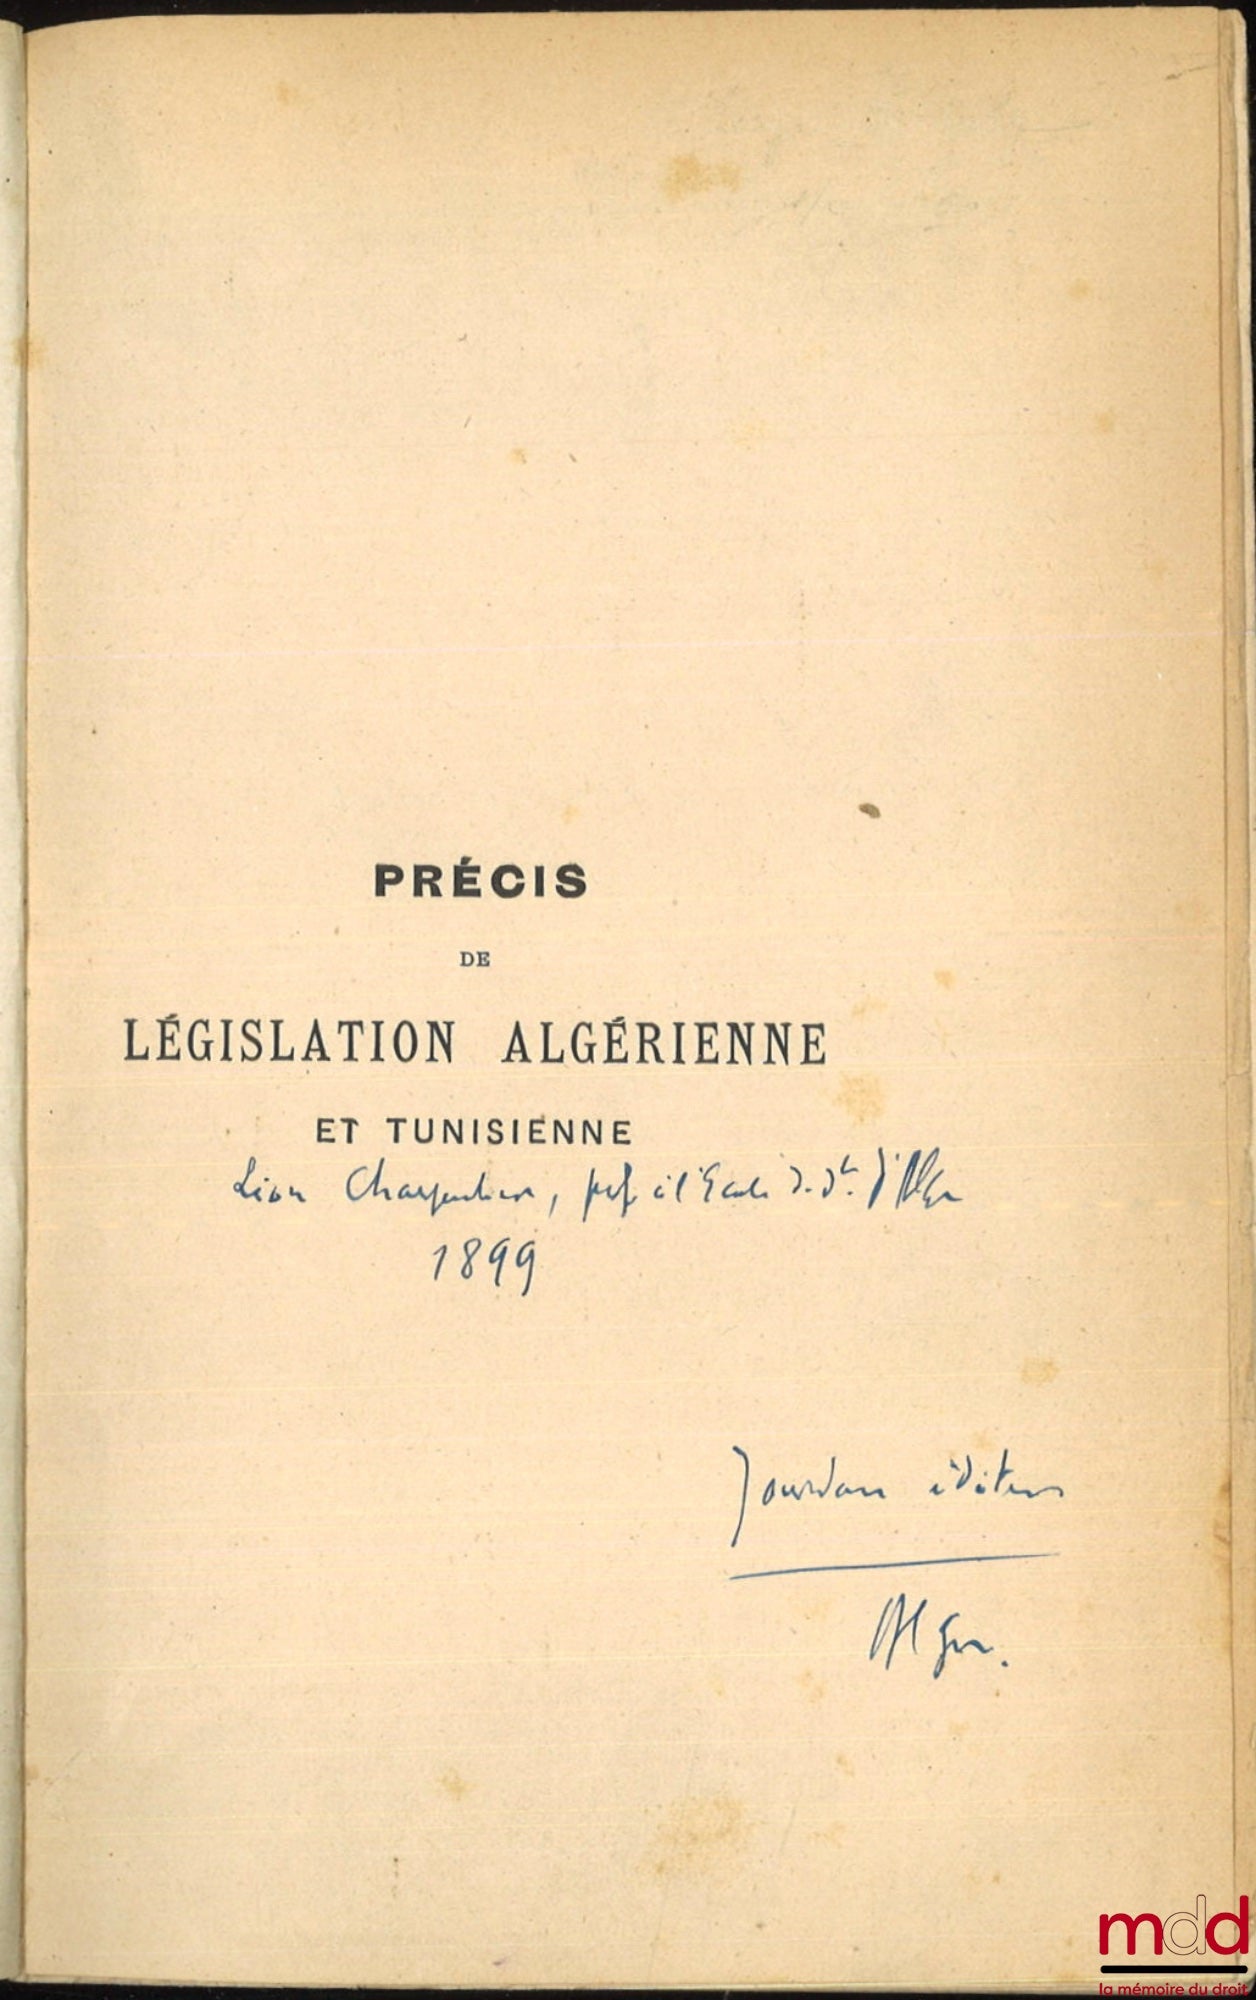 PRÉCIS
DE
LÉGISLATION ALGÉRIENNE
ET TUNISIENNE
Léon Charpentier, prof à l'École d. dt. d'Alger
1899
Jourdan éditeur
Alger.
mdd
la mémoire du droit